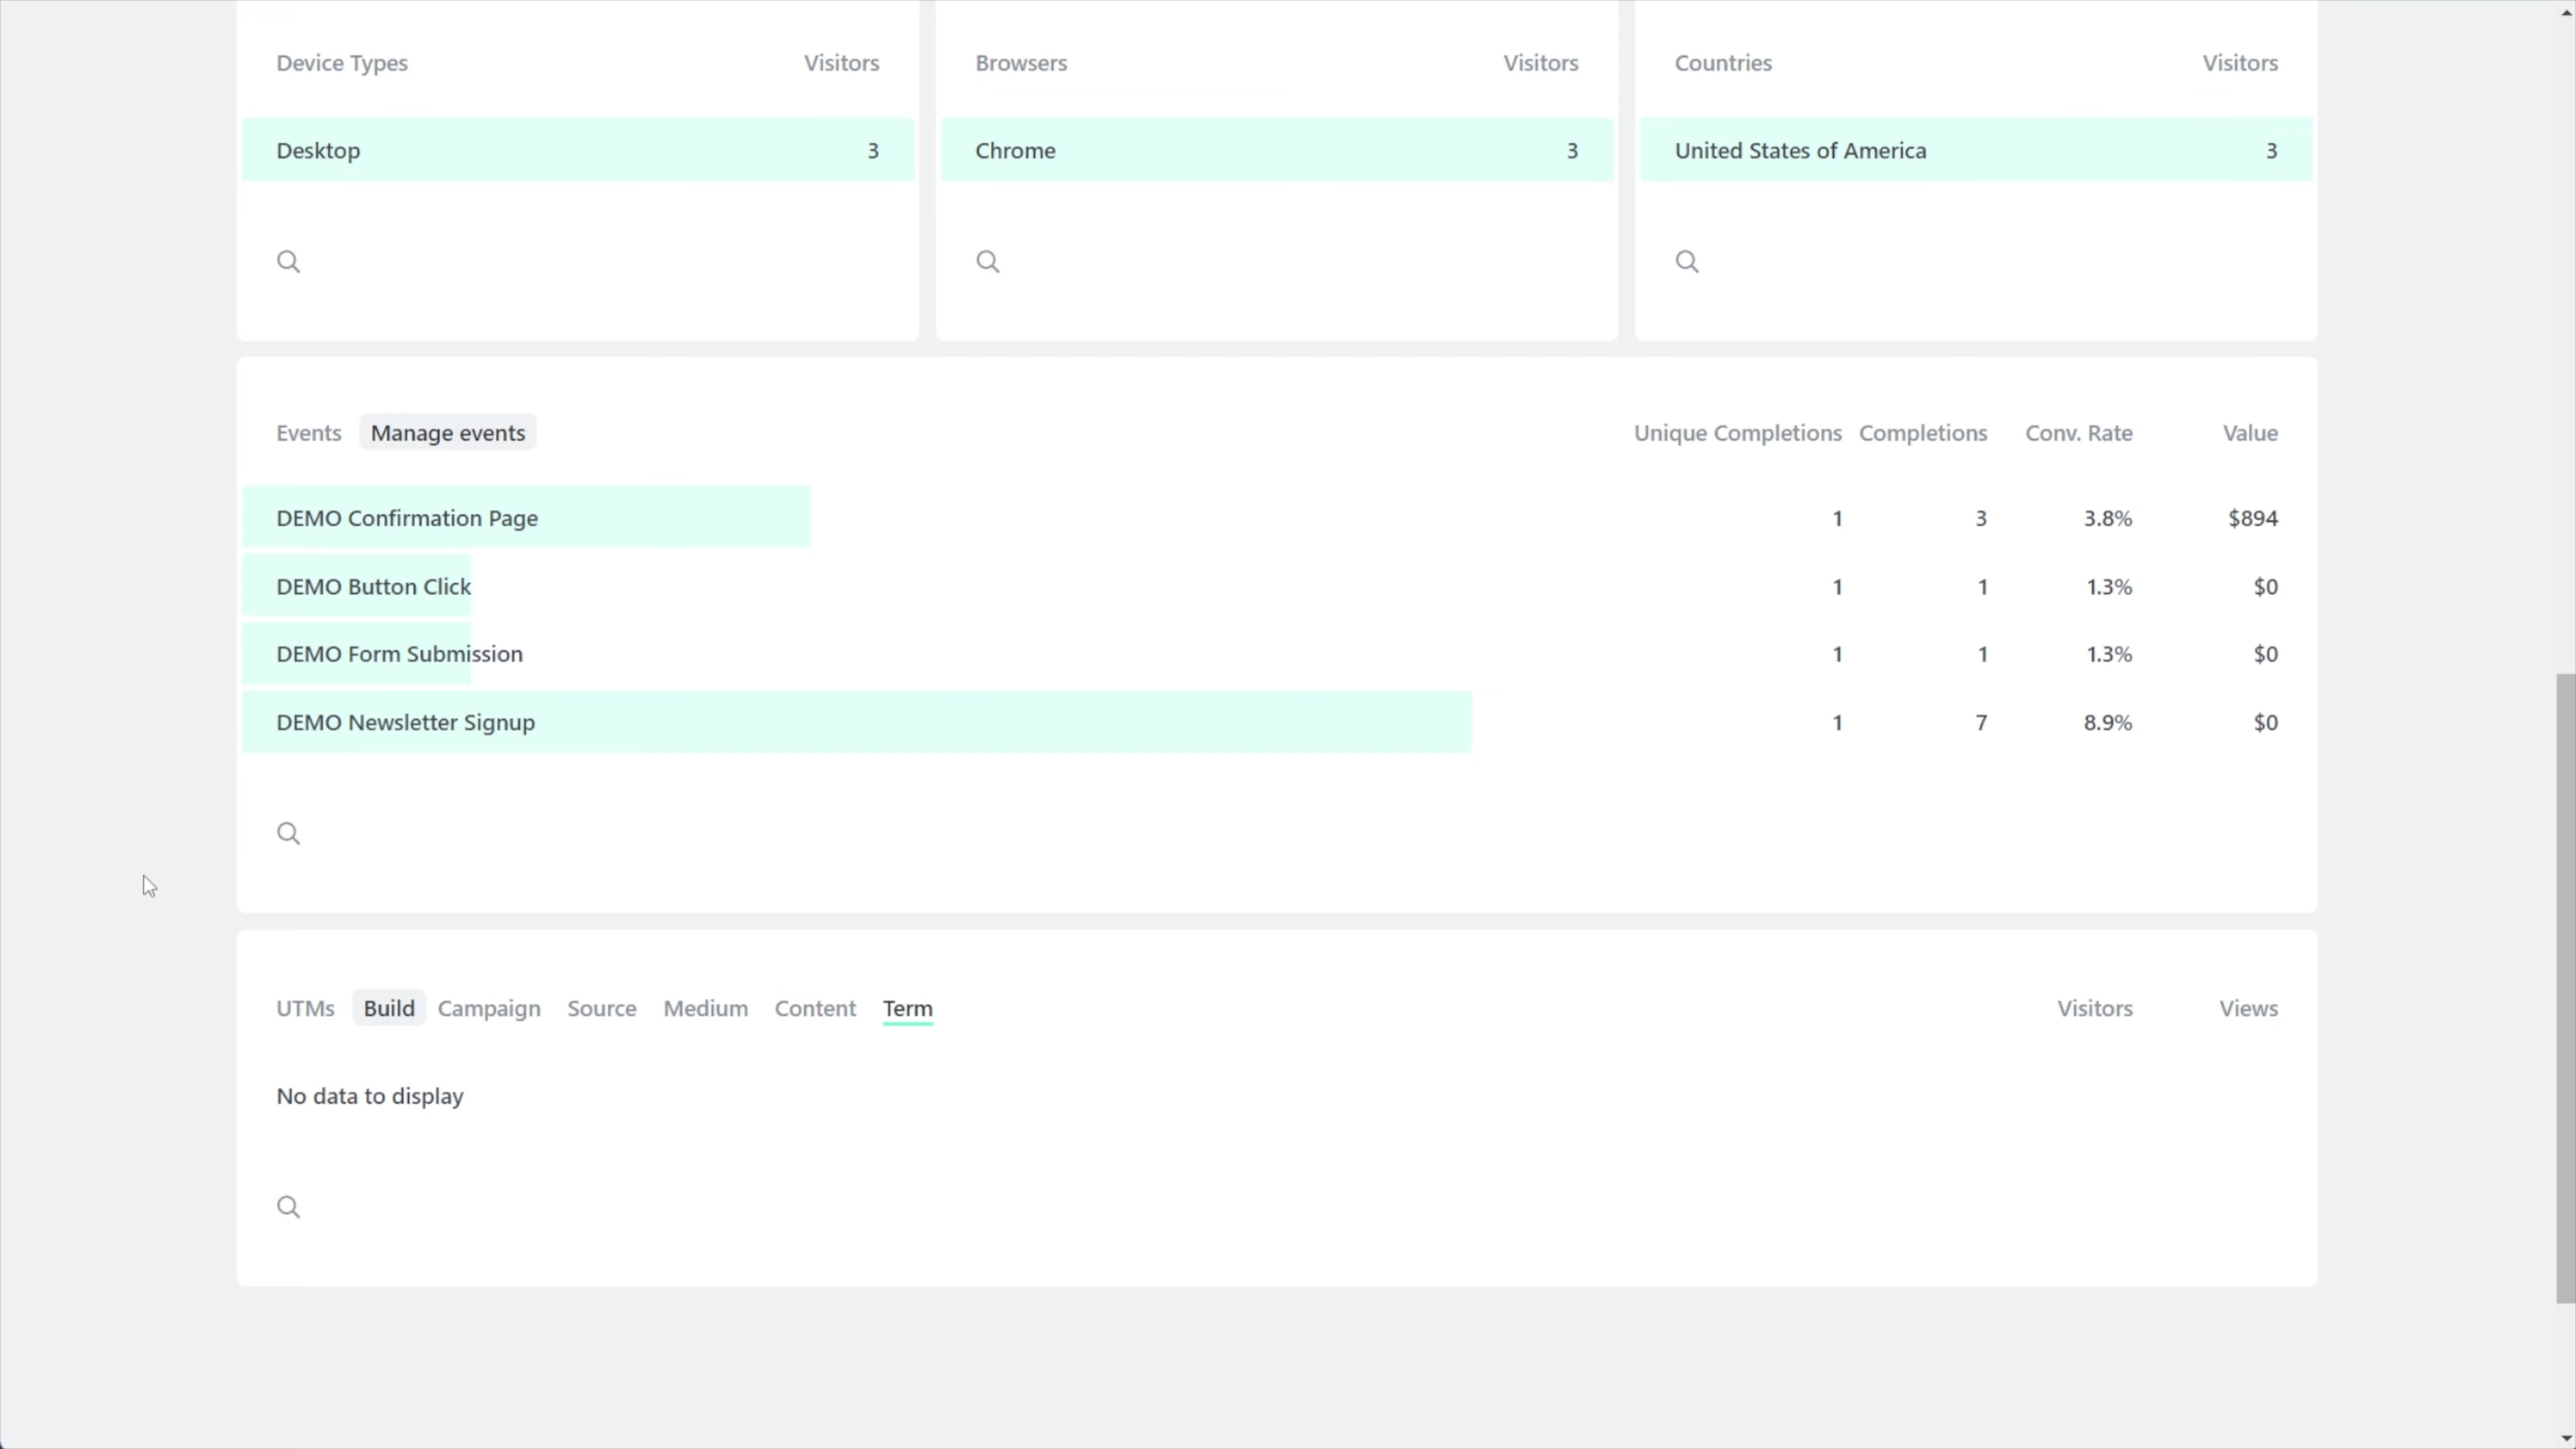 Device Types Visitors
Desktop 3
Browsers Visitors
Chrome 3
Countries Visitors
United States of America 3
Events Manage events Unique Completions Completions Conv. Rate Value
DEMO Confirmation Page 1 3 3.8% $894
DEMO Button Click 1 1 1.3% $0
DEMO Form Submission 1 1 1.3% $0
DEMO Newsletter Signup 1 7 8.9% $0
UTMs Build Campaign Source Medium Content Term Visitors Views
No data to display